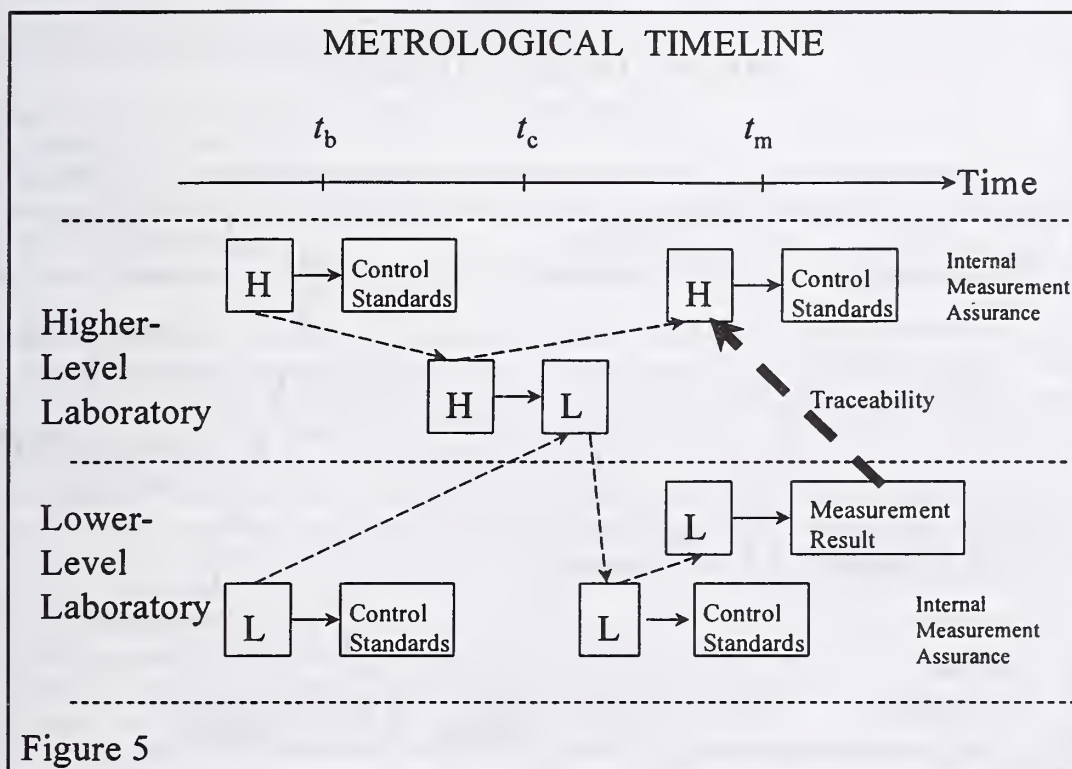 METROLOGICAL TIMELINE
t_b t_c t_m
Time
H
Control
Standards
H
Control
Standards
Internal
Measurement
Assurance
Higher-
Level
Laboratory
H
L
Traceability
Lower-
Level
Laboratory
L
Measurement
Result
L
Control
Standards
L
Control
Standards
Internal
Measurement
Assurance
Figure 5